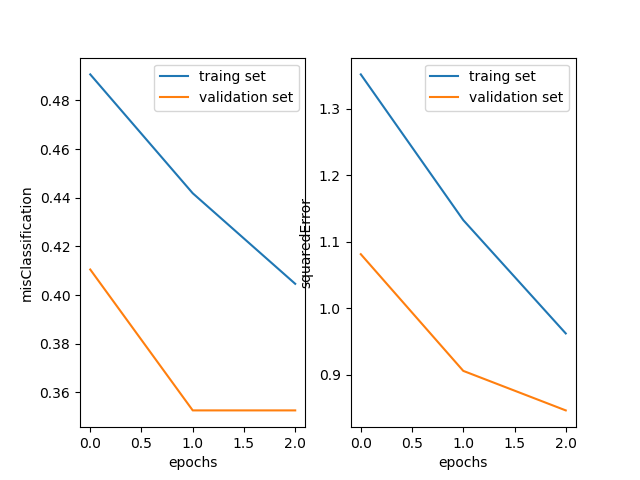 traing set
validation set
0.48
0.46
0.44
0.42
0.40
0.38
0.36
misClassification
0.0 0.5 1.0 1.5 2.0
epochs
traing set
validation set
1.3
1.2
1.1
1.0
0.9
squaredError
0.0 0.5 1.0 1.5 2.0
epochs